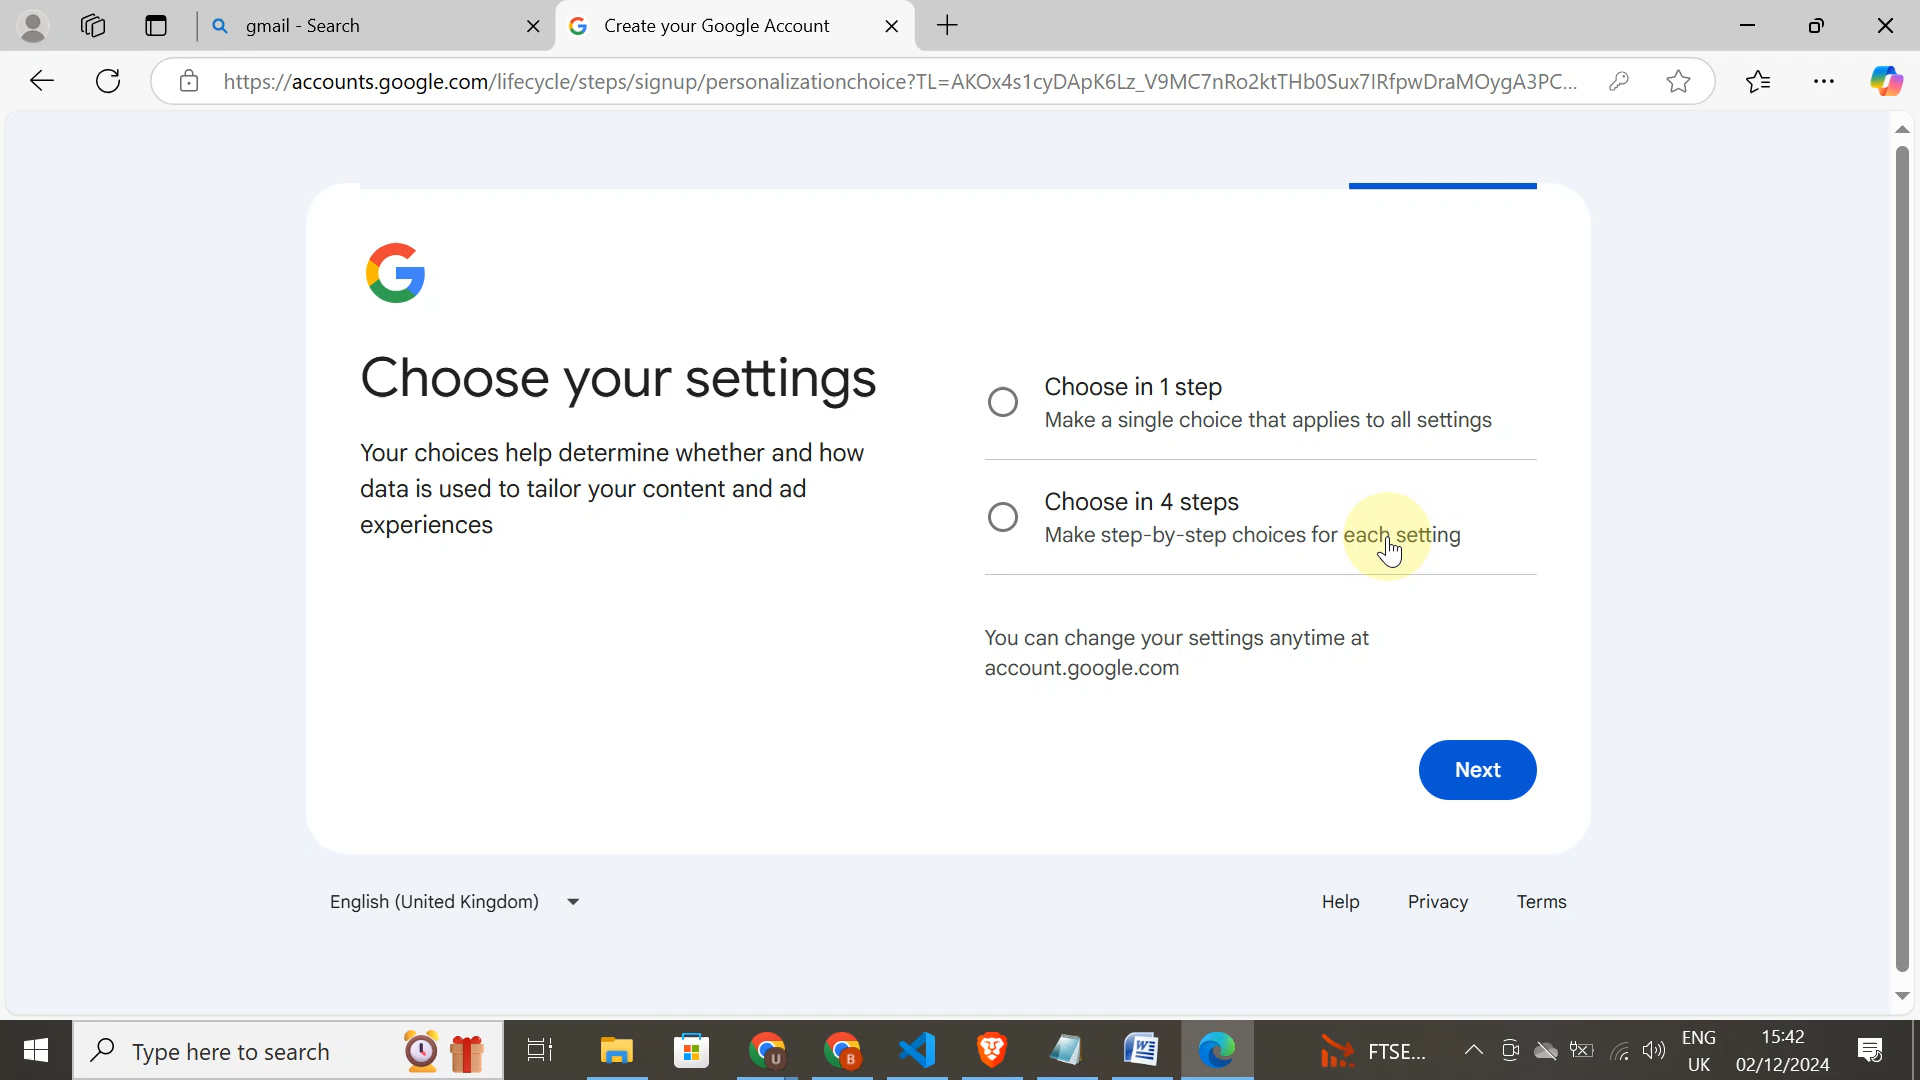 gmail - Search
Create your Google Account
https://accounts.google.com/lifecycle/steps/signup/personalizationchoice?TL=AKOx4s1cyDApK6Lz_V9MC7nRo2ktTHb0Sux7IRfpwDraMOygA3PC...
Choose your settings
Your choices help determine whether and how
data is used to tailor your content and ad
experiences
Choose in 1 step
Make a single choice that applies to all settings
Choose in 4 steps
Make step-by-step choices for each setting
You can change your settings anytime at
account.google.com
Next
English (United Kingdom)
Help
Privacy
Terms
Type here to search
FTSE...
ENG
UK
15:42
02/12/2024